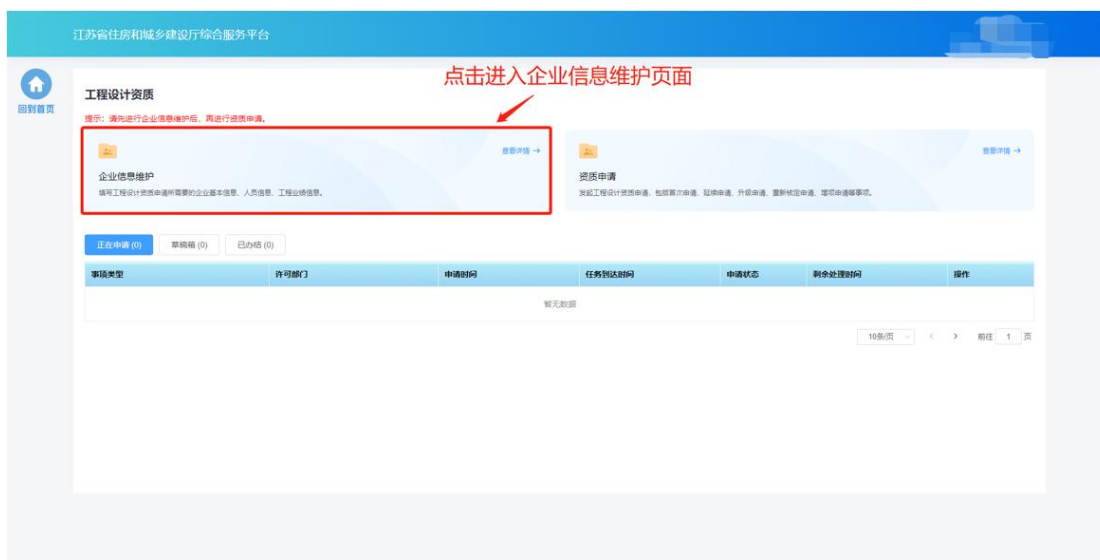 江苏省住房和城乡建设厅综合服务平台
点击进入企业信息维护页面
回到首页
工程设计资质
提示：请先进行企业信息维护后，再进行资质申请。
查看详情 →
查看详情 →
企业信息维护
资质申请
填写工程设计资质申请所需要的企业基本信息、人员信息、工程业绩信息。
发起工程设计资质申请，包括首次申请、延续申请、升级申请、重新核定申请、增项申请等事项。
正在申请 (0) 草稿箱 (0) 已办结 (0)
事项类型 许可部门 申请时间 任务到达时间 申请状态 剩余处理时间 操作
暂无数据
10条/页 < > 前往 1 页